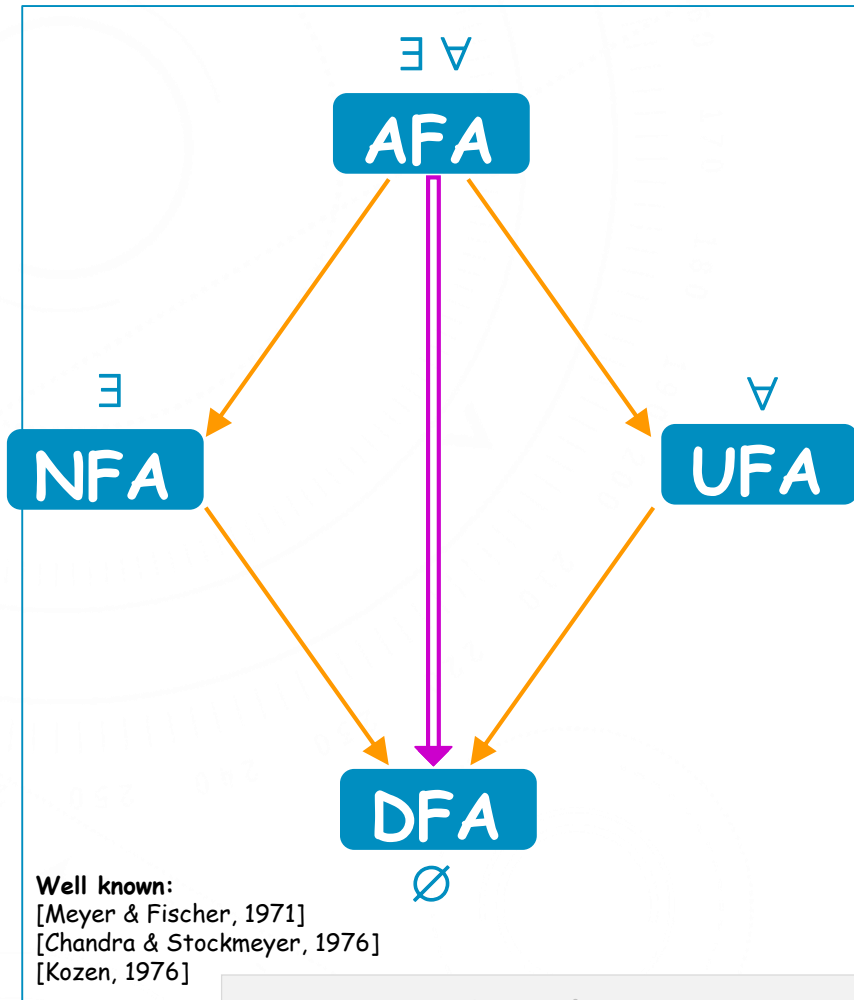 ∃ ∀
AFA
∃
∀
NFA
UFA
DFA
∅
Well known:
[Meyer & Fischer, 1971]
[Chandra & Stockmeyer, 1976]
[Kozen, 1976]